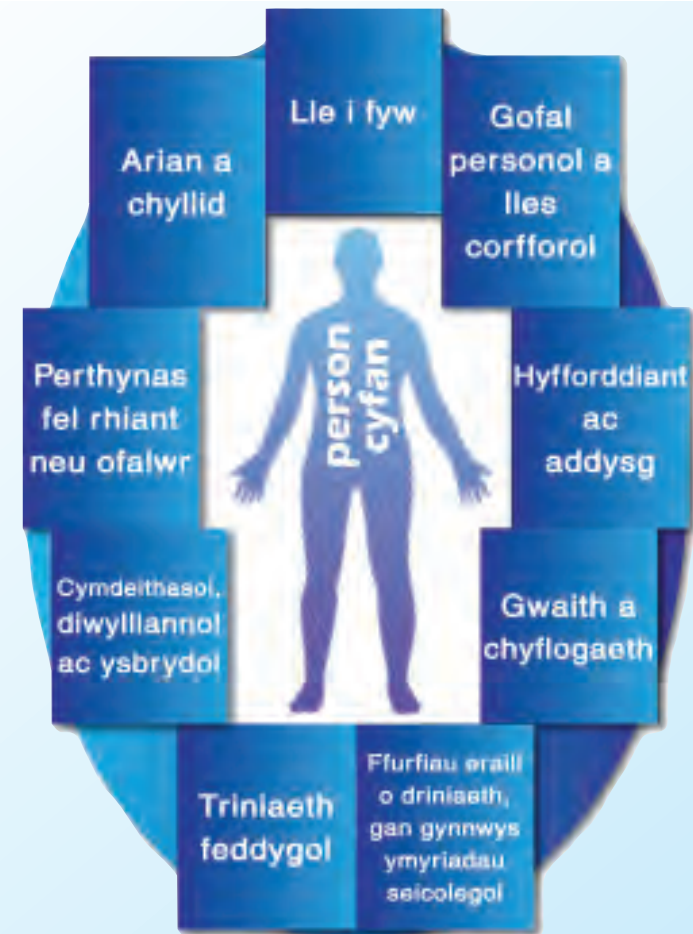 Lle i fyw
Gofal
personol a
lles
corfforol
Arian a
chyllid
Perthynas
fel rhiant
neu ofalwr
person
cyfan
Hyfforddiant
ac
addysg
Cymdeithasol,
diwylliannol
ac ysbrydol
Gwaith a
chyflogaeth
Triniaeth
feddygol
Ffurfiau eraill
o driniaeth,
gan gynnwys
ymyriadau
seicolegol